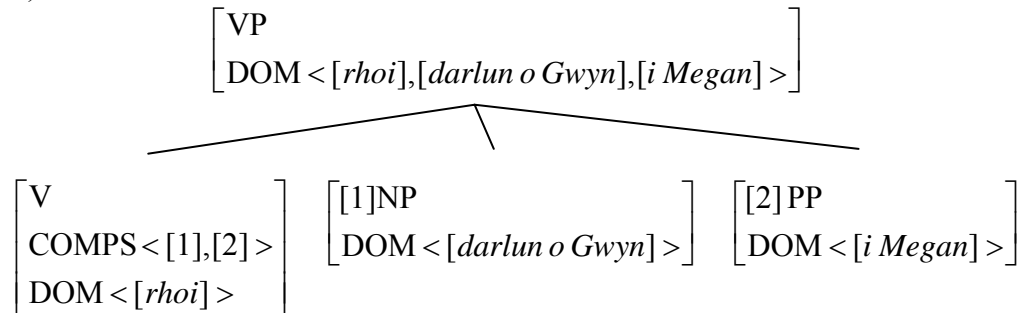 VP
DOM < [rhoi],[darlun o Gwyn],[i Megan] >
V
COMPS < [1],[2] >
DOM < [rhoi] >
[1]NP
DOM < [darlun o Gwyn] >
[2] PP
DOM < [i Megan] >